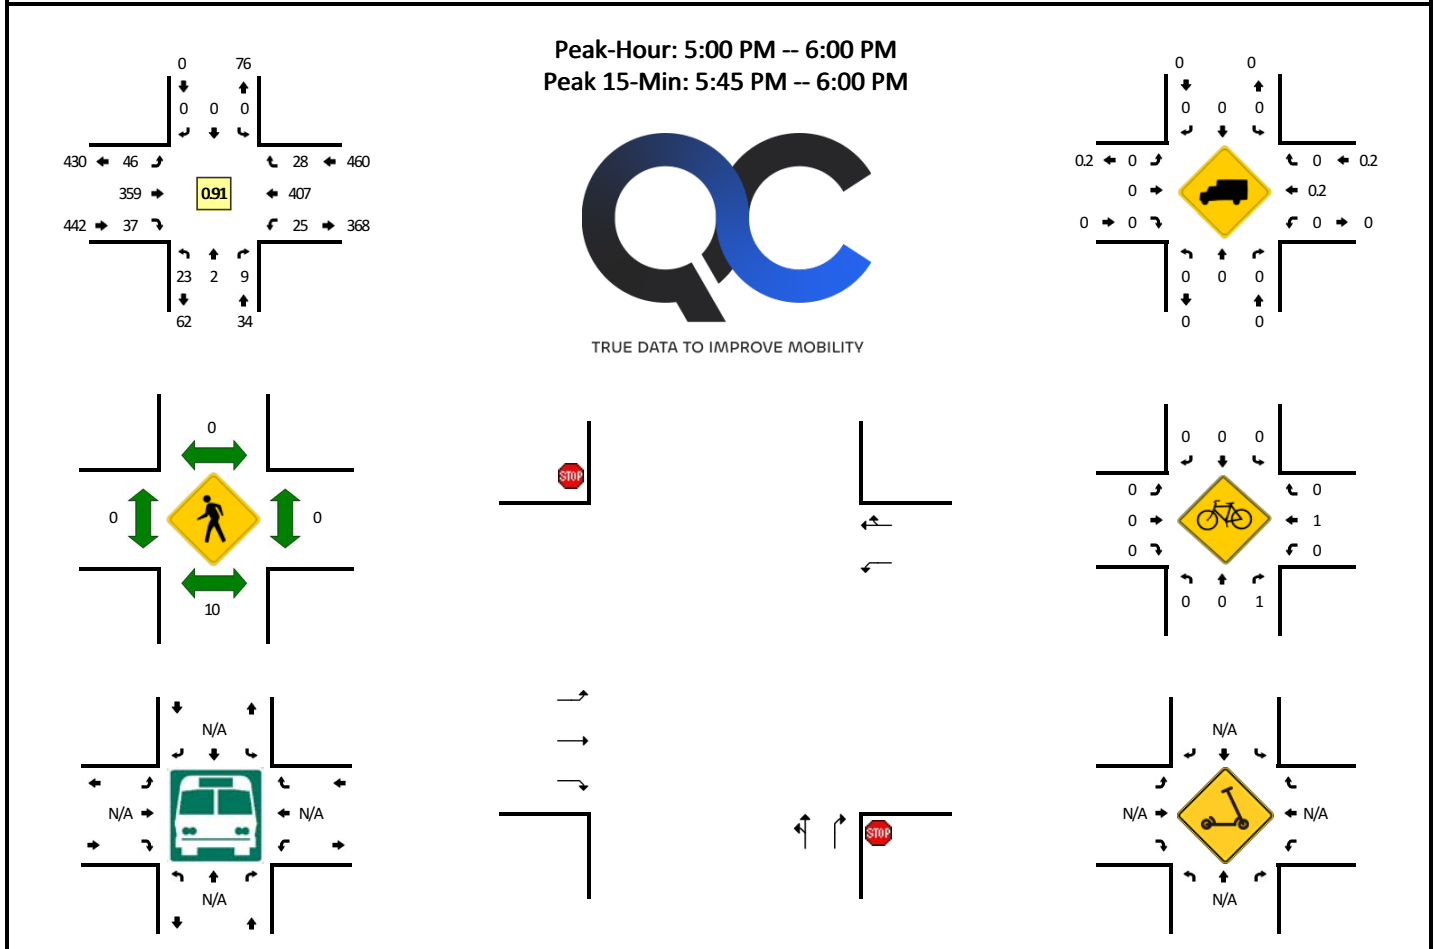 Peak-Hour: 5:00 PM -- 6:00 PM
Peak 15-Min: 5:45 PM -- 6:00 PM
0 76
0 0 0
430 46 28 460
359 0.91 407
442 37 25 368
23 2 9
62 34
TRUE DATA TO IMPROVE MOBILITY
0 0
0 0 0
0.2 0 0 0.2
0 0.2
0 0 0 0
0 0 0
0 0
0
0 0
10
STOP
STOP
0 0 0
0 0
0 1
0 0
0 0 1
N/A
N/A N/A
N/A
N/A
N/A N/A
N/A